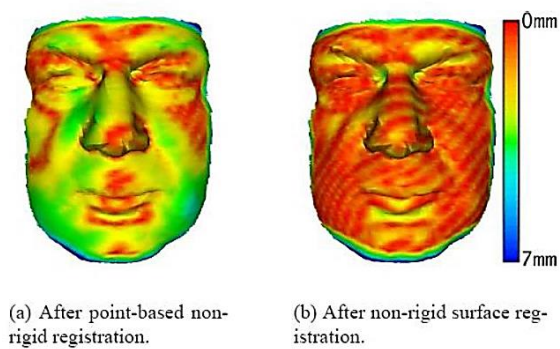 0mm
7mm
(a) After point-based non-
rigid registration.
(b) After non-rigid surface reg-
istration.